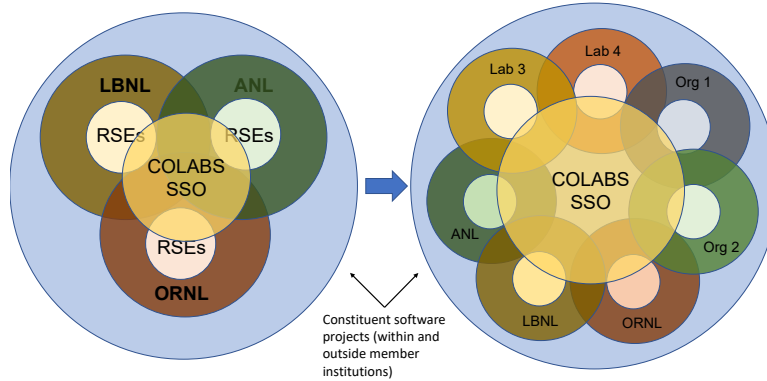 LBNL
ANL
RSEs
RSEs
COLABS
SSO
RSEs
ORNL
Lab 3
Lab 4
Org 1
COLABS
SSO
ANL
Org 2
LBNL
ORNL
Constituent software
projects (within and
outside member
institutions)